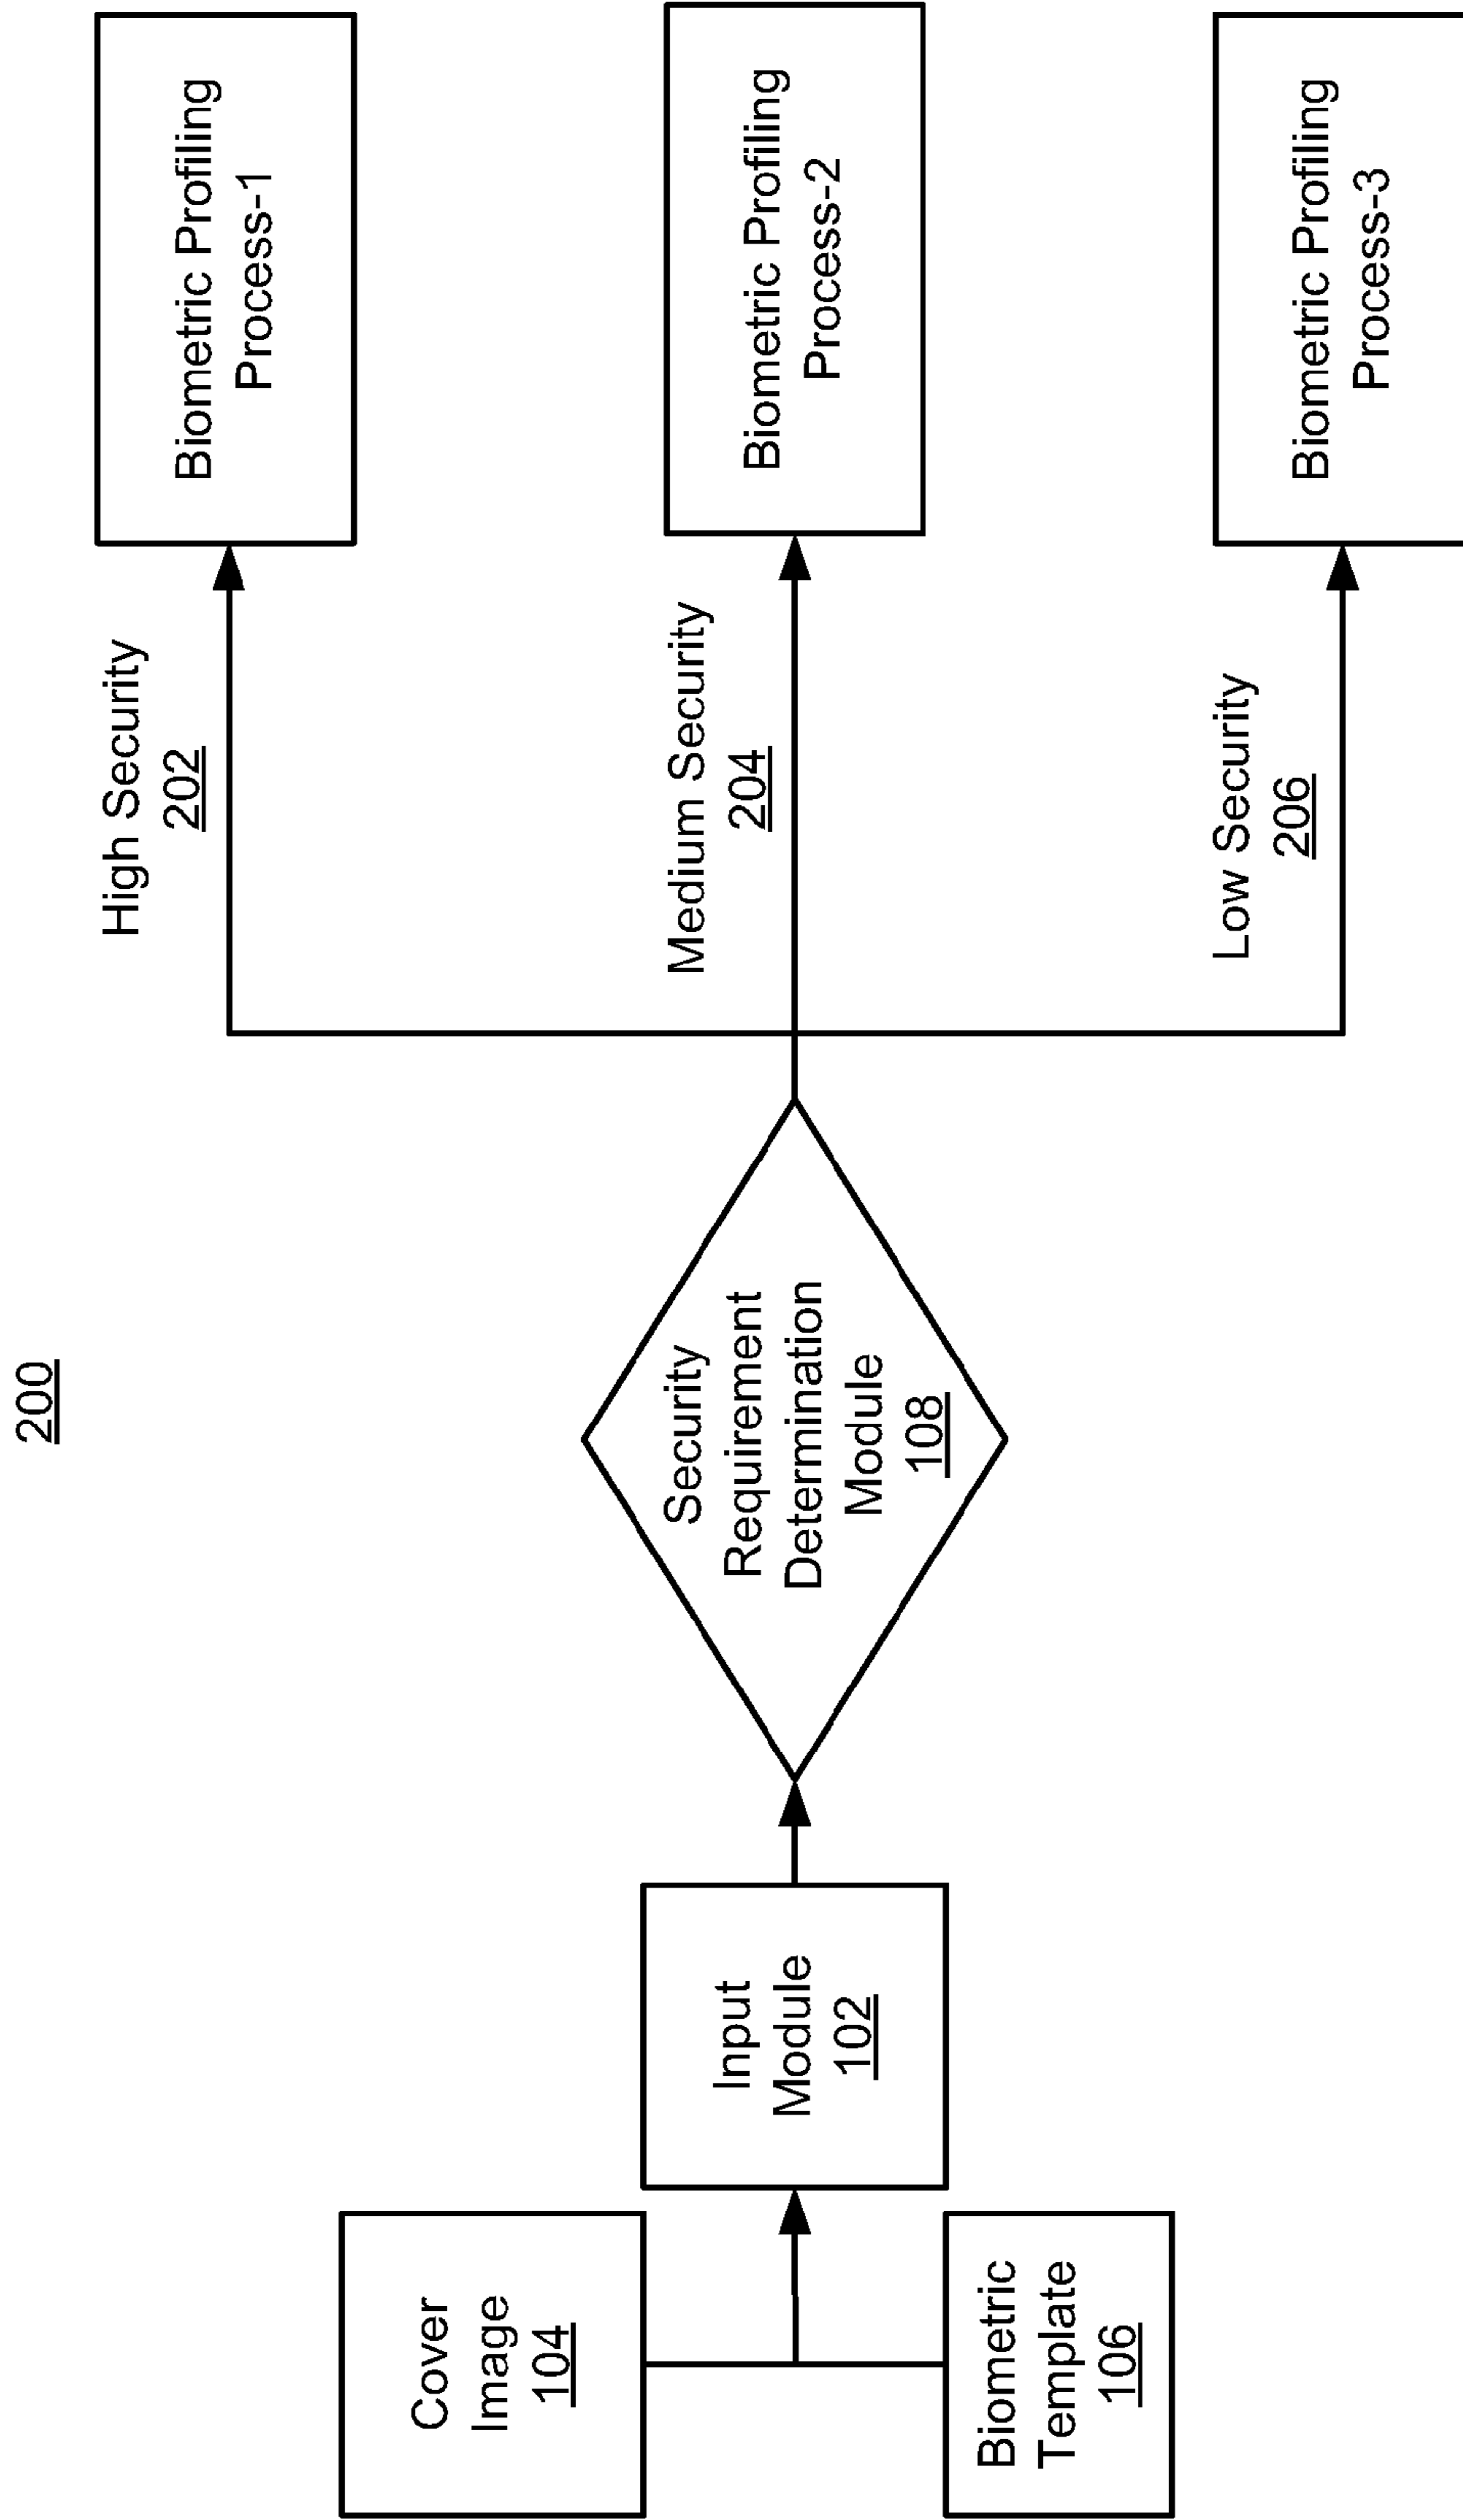 200
Cover
Image
104
Biometric
Template
106
Input
Module
102
Security
Requirement
Determination
Module
108
High Security
202
Medium Security
204
Low Security
206
Biometric Profiling
Process-1
Biometric Profiling
Process-2
Biometric Profiling
Process-3